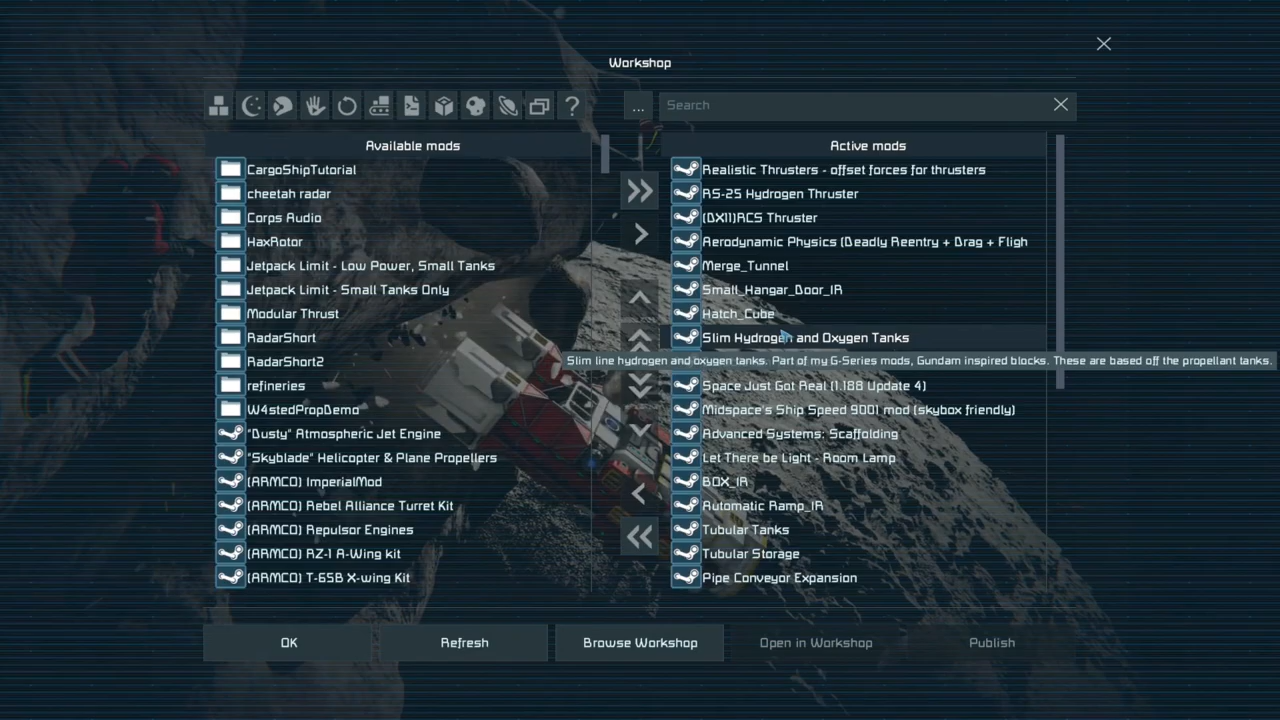 Workshop
... Search
Available mods
CargoShipTutorial
cheetah radar
Corps Audio
HaxRotor
Jetpack Limit - Low Power, Small Tanks
Jetpack Limit - Small Tanks Only
Modular Thrust
RadarShort
RadarShort2
refineries
W4stedPropDemo
"Dusty" Atmospheric Jet Engine
"Skyblade" Helicopter & Plane Propellers
(ARMCO) ImperialMod
(ARMCO) Rebel Alliance Turret Kit
(ARMCO) Repulsor Engines
(ARMCO) RZ-1 A-Wing kit
(ARMCO) T-65B X-wing Kit
Active mods
Realistic Thrusters - offset forces for thrusters
RS-25 Hydrogen Thruster
(DX11)RCS Thruster
Aerodynamic Physics (Deadly Reentry + Drag + Fligh
Merge_Tunnel
Small_Hangar_Door_IR
Hatch_Cube
Slim Hydrogen and Oxygen Tanks
Slim line hydrogen and oxygen tanks. Part of my G-Series mods, Gundam inspired blocks. These are based off the propellant tanks.
Space Just Got Real (1.188 Update 4)
Midspace's Ship Speed 9001 mod (skybox friendly)
Advanced Systems: Scaffolding
Let There be Light - Room Lamp
BOX_IR
Automatic Ramp_IR
Tubular Tanks
Tubular Storage
Pipe Conveyor Expansion
OK
Refresh
Browse Workshop
Open in Workshop
Publish